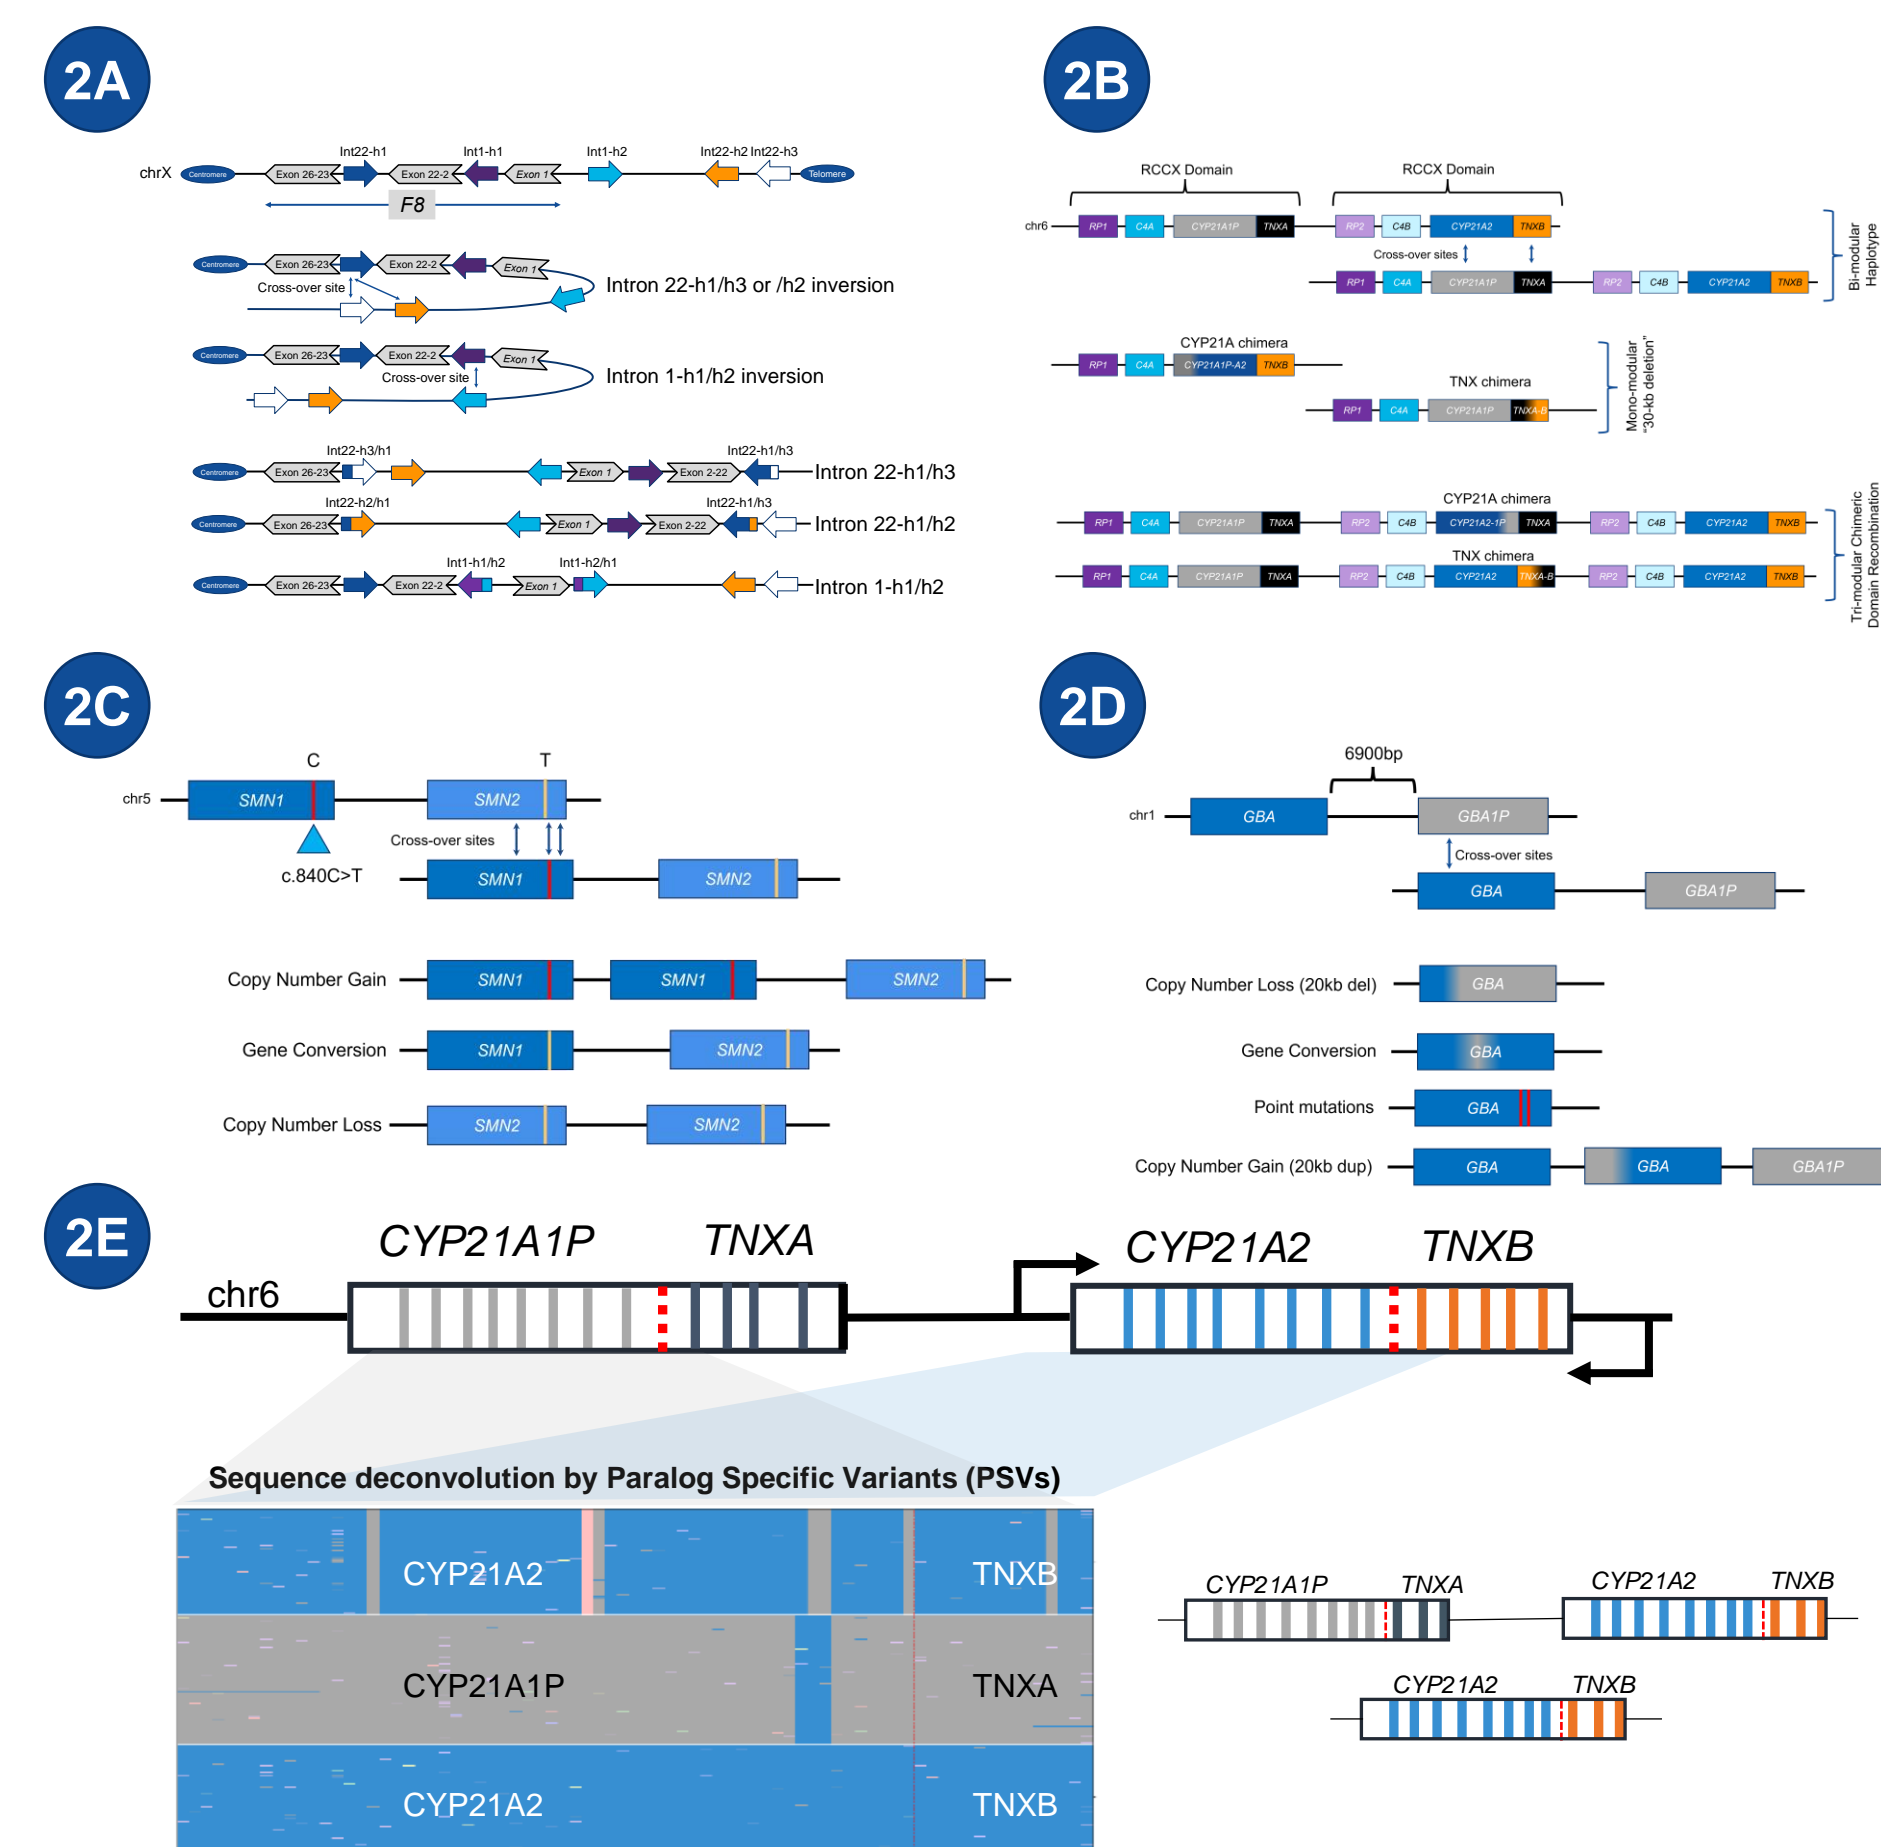 2A
Int22-h1
Int1-h1
Int1-h2
Int22-h2
Int22-h3
chrX
Centromere
Exon 26-23
Exon 22-2
Exon 1
Telomere
F8
Centromere
Exon 26-23
Exon 22-2
Exon 1
Cross-over site
Intron 22-h1/h3 or /h2 inversion
Centromere
Exon 26-23
Exon 22-2
Exon 1
Cross-over site
Intron 1-h1/h2 inversion
Int22-h3/h1
Int22-h1/h3
Centromere
Exon 26-23
Exon 1
Exon 2-22
Intron 22-h1/h3
Int22-h2/h1
Int22-h1/h3
Centromere
Exon 26-23
Exon 1
Exon 2-22
Intron 22-h1/h2
Int1-h1/h2
Int1-h2/h1
Centromere
Exon 26-23
Exon 22-2
Exon 1
Intron 1-h1/h2
2B
RCCX Domain
RCCX Domain
chr6
RP1
C4A
CYP21A1P
TNXA
RP2
C4B
CYP21A2
TNXB
Cross-over sites
RP1
C4A
CYP21A1P
TNXA
RP2
C4B
CYP21A2
TNXB
Bi-modular
Haplotype
CYP21A chimera
RP1
C4A
CYP21A1P-A2
TNXB
TNX chimera
RP1
C4A
CYP21A1P
TNXA-B
Mono-modular
“30-kb deletion”
CYP21A chimera
RP1
C4A
CYP21A1P
TNXA
RP2
C4B
CYP21A2-1P
TNXA
RP2
C4B
CYP21A2
TNXB
TNX chimera
RP1
C4A
CYP21A1P
TNXA
RP2
C4B
CYP21A2
TNXA-B
RP2
C4B
CYP21A2
TNXB
Tri-modular Chimeric
Domain Recombination
2C
C
T
chr5
SMN1
SMN2
Cross-over sites
c.840C>T
SMN1
SMN2
Copy Number Gain
SMN1
SMN1
SMN2
Gene Conversion
SMN1
SMN2
Copy Number Loss
SMN2
SMN2
2D
6900bp
chr1
GBA
GBA1P
Cross-over sites
GBA
GBA1P
Copy Number Loss (20kb del)
GBA
Gene Conversion
GBA
Point mutations
GBA
Copy Number Gain (20kb dup)
GBA
GBA
GBA1P
2E
CYP21A1P
TNXA
CYP21A2
TNXB
chr6
Sequence deconvolution by Paralog Specific Variants (PSVs)
CYP21A2
TNXB
CYP21A1P
TNXA
CYP21A2
TNXB
CYP21A1P
TNXA
CYP21A2
TNXB
CYP21A2
TNXB